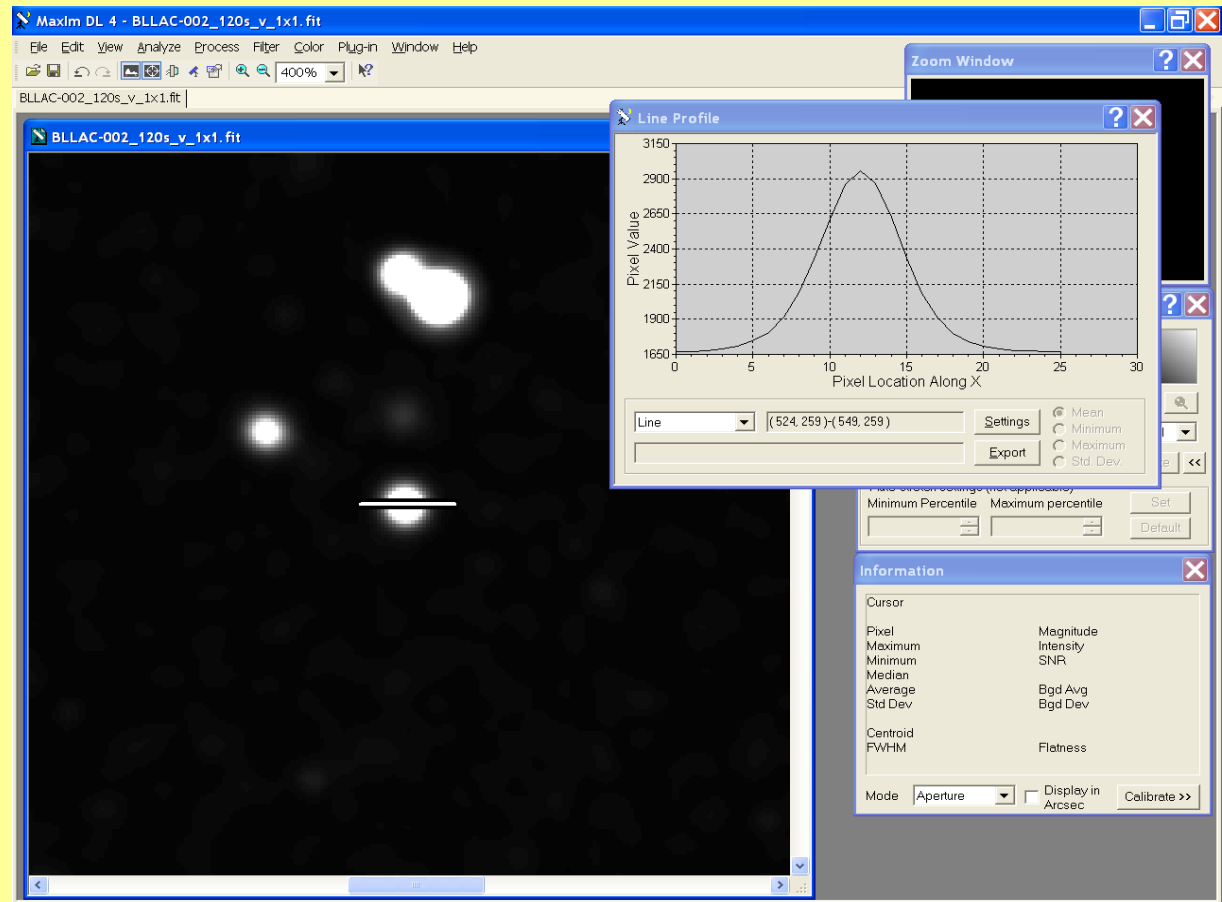 MaxIm DL 4 - BLLAC-002_120s_v_1x1.fit
File Edit View Analyze Process Filter Color Plug-in Window Help
400%
BLLAC-002_120s_v_1x1.fit
Zoom Window
BLLAC-002_120s_v_1x1.fit
Line Profile
3150
2900
2650
2400
2150
1900
1650
Pixel Value
0 5 10 15 20 25 30
Pixel Location Along X
Line
(524, 259)-(549, 259)
Settings
Export
Mean
Minimum
Maximum
Std. Dev.
<<
Minimum Percentile Maximum percentile
Set
Default
Information
Cursor
Pixel Magnitude
Maximum Intensity
Minimum SNR
Median
Average Bgd Avg
Std Dev Bgd Dev
Centroid
FWHM Flatness
Mode Aperture Display in Arcsec Calibrate >>